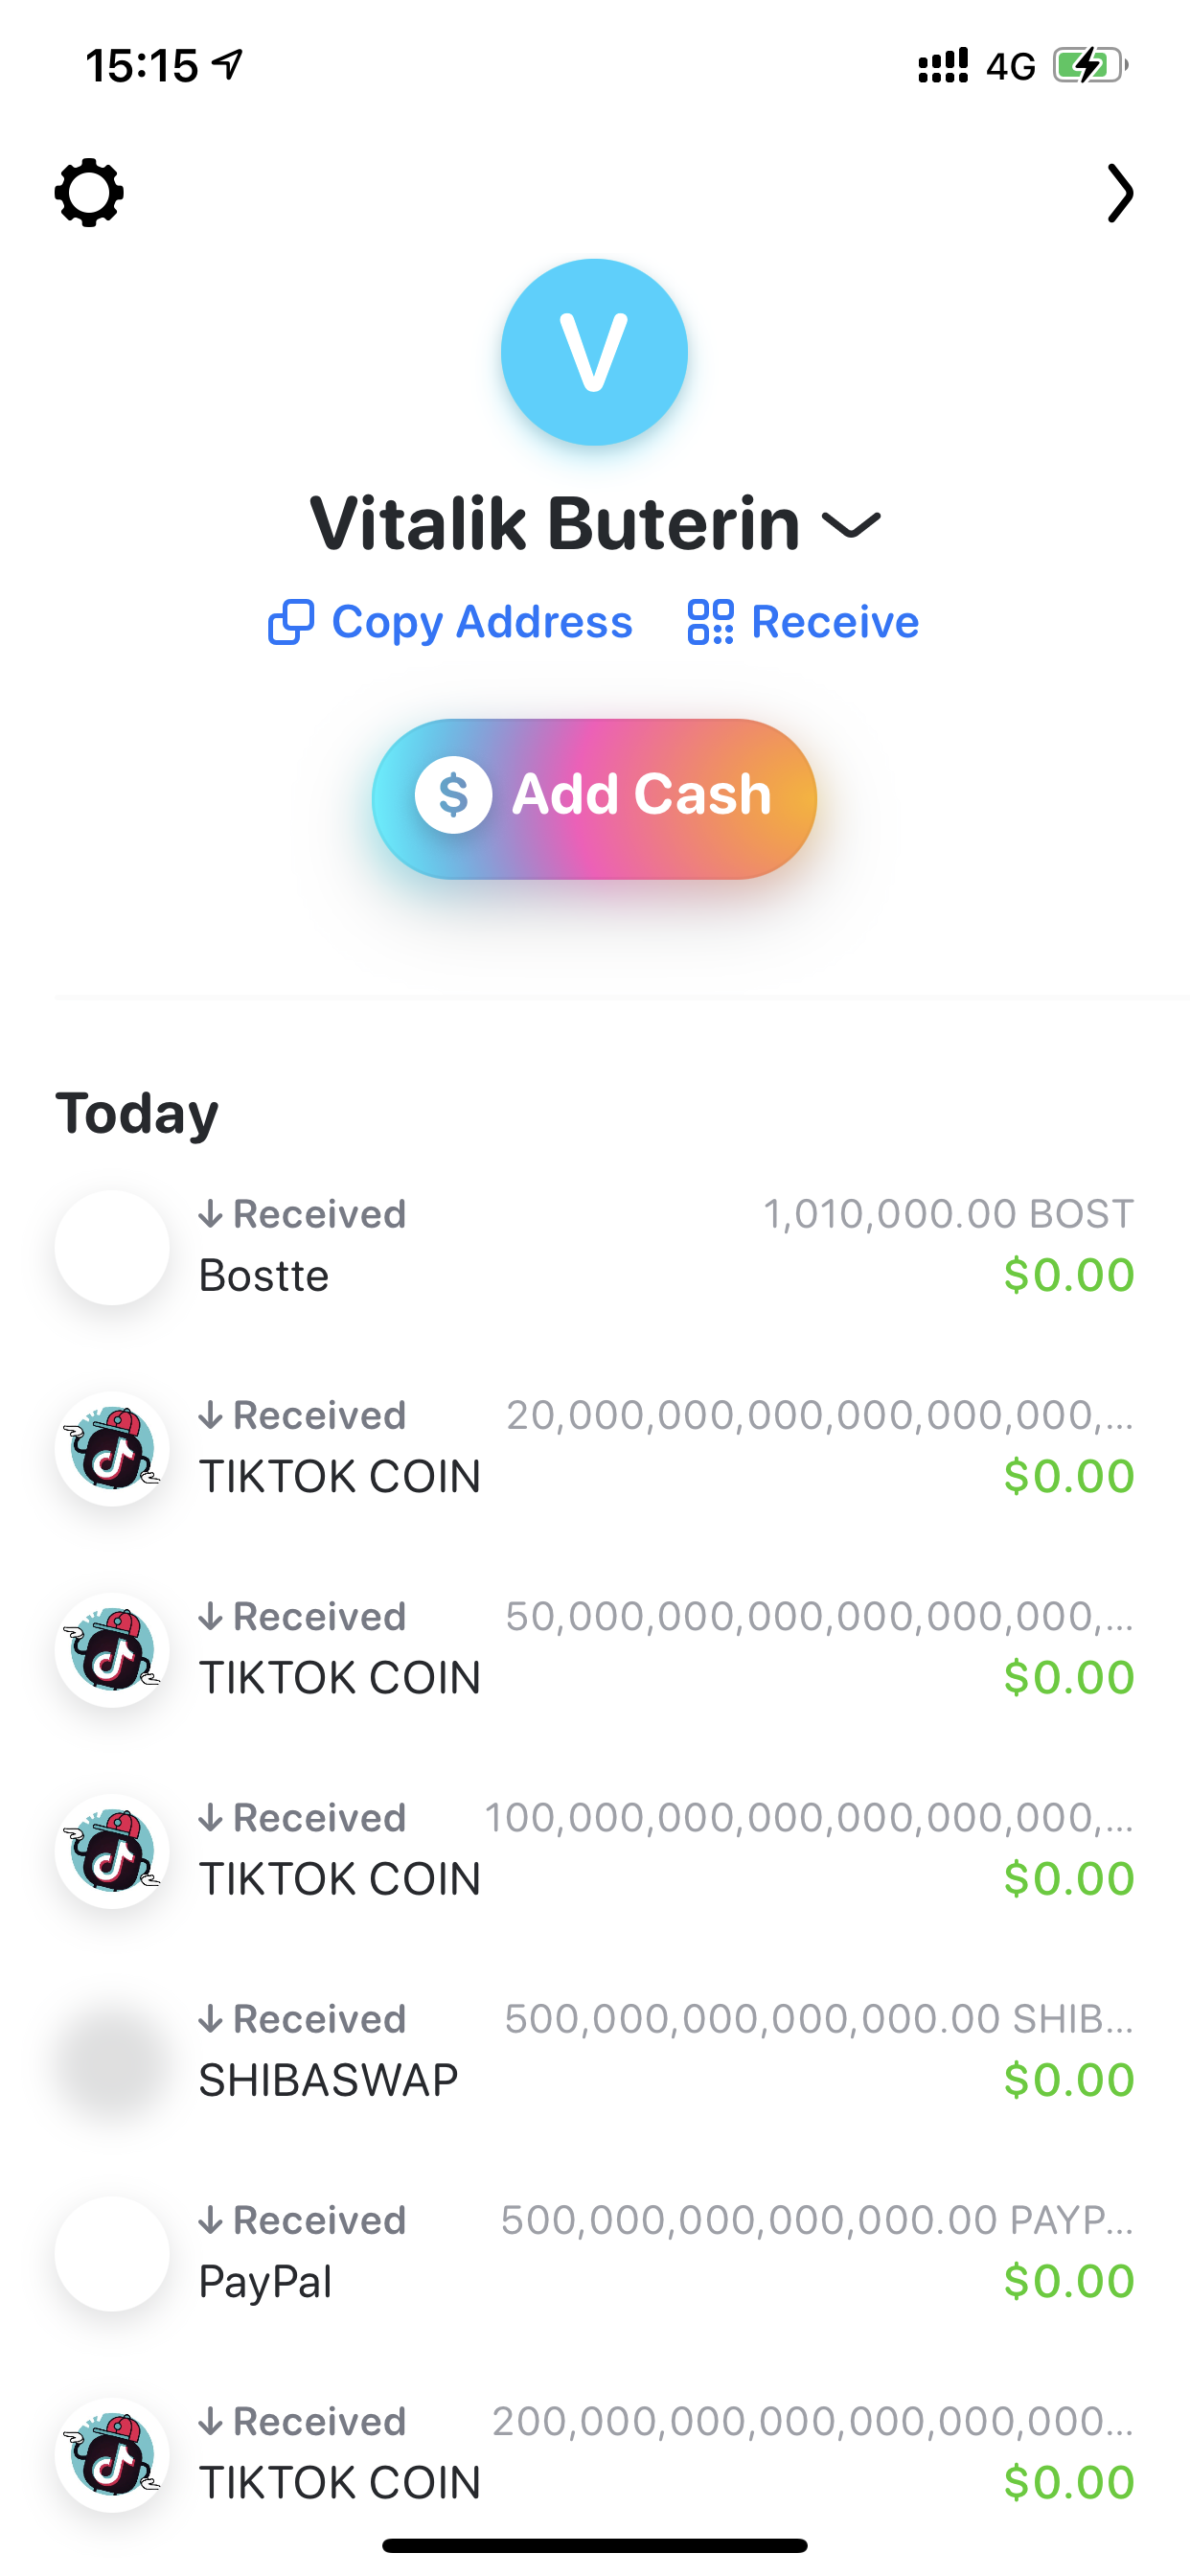 15:15 4G
V
Vitalik Buterin
Copy Address Receive
$ Add Cash
Today
↓ Received 1,010,000.00 BOST
Bostte $0.00
↓ Received 20,000,000,000,000,000,000,...
TIKTOK COIN $0.00
↓ Received 50,000,000,000,000,000,000,...
TIKTOK COIN $0.00
↓ Received 100,000,000,000,000,000,000,...
TIKTOK COIN $0.00
↓ Received 500,000,000,000,000.00 SHIB...
SHIBASWAP $0.00
↓ Received 500,000,000,000,000.00 PAYP...
PayPal $0.00
↓ Received 200,000,000,000,000,000,000...
TIKTOK COIN $0.00